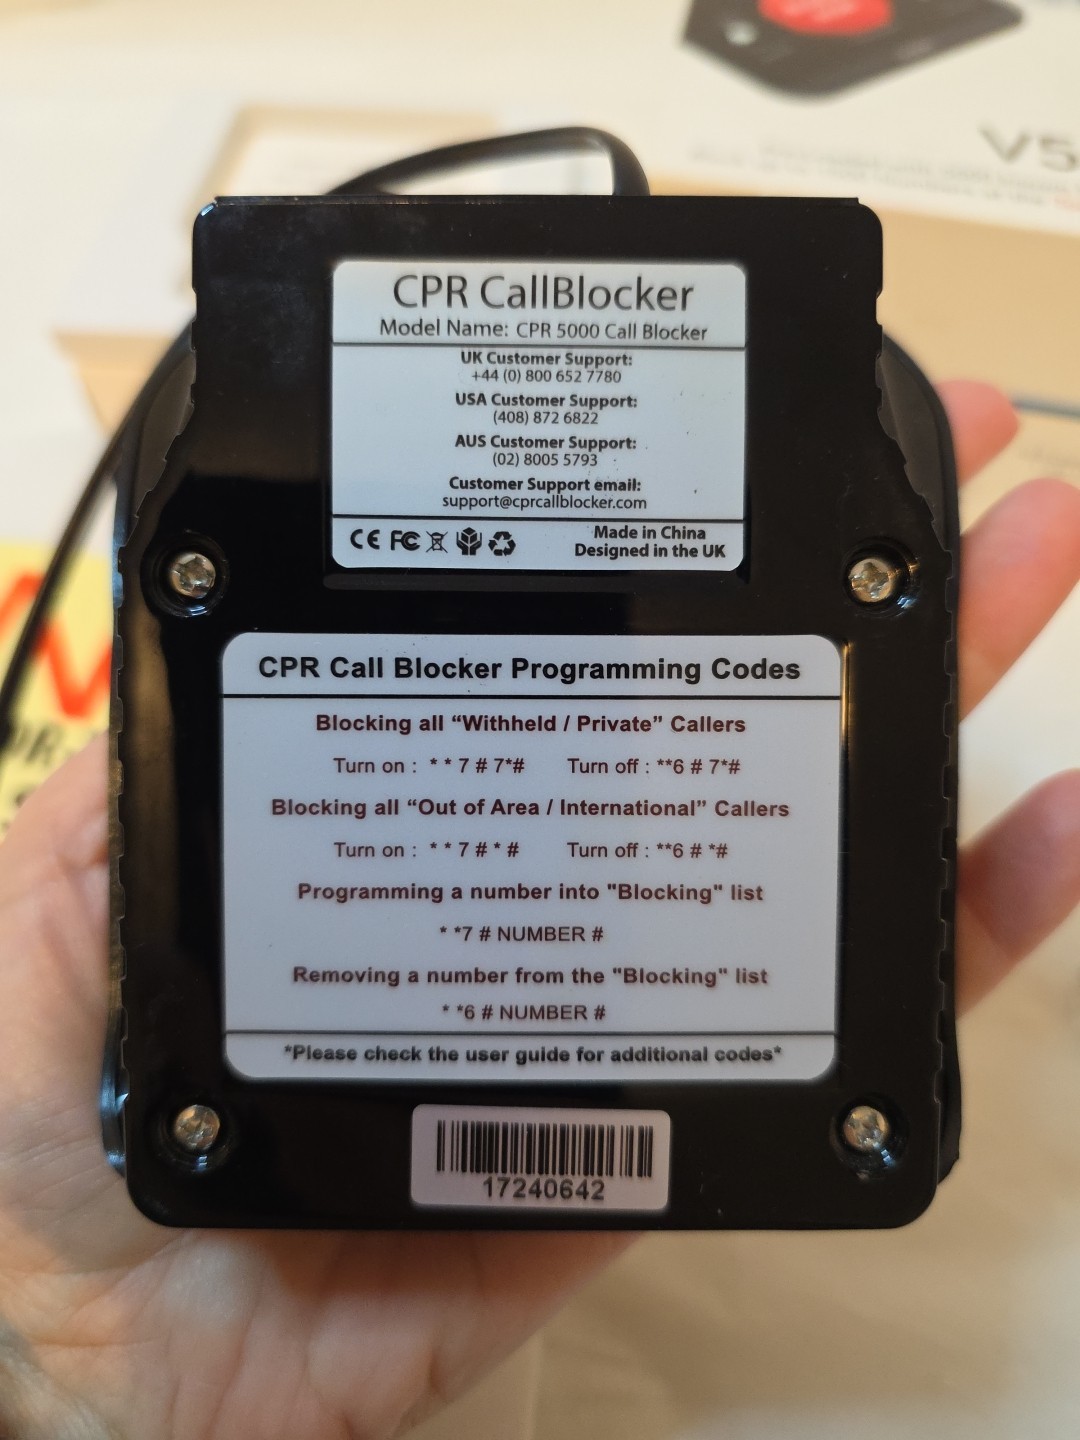 V5
CPR CallBlocker
Model Name: CPR 5000 Call Blocker
UK Customer Support:
+44 (0) 800 652 7780
USA Customer Support:
(408) 872 6822
AUS Customer Support:
(02) 8005 5793
Customer Support email:
support@cprcallblocker.com
CE FC
Made in China
Designed in the UK
CPR Call Blocker Programming Codes
Blocking all “Withheld / Private” Callers
Turn on : * * 7 # 7*# Turn off : **6 # 7*#
Blocking all “Out of Area / International” Callers
Turn on : * * 7 # * # Turn off : **6 # *#
Programming a number into "Blocking" list
* *7 # NUMBER #
Removing a number from the "Blocking" list
* *6 # NUMBER #
*Please check the user guide for additional codes*
17240642